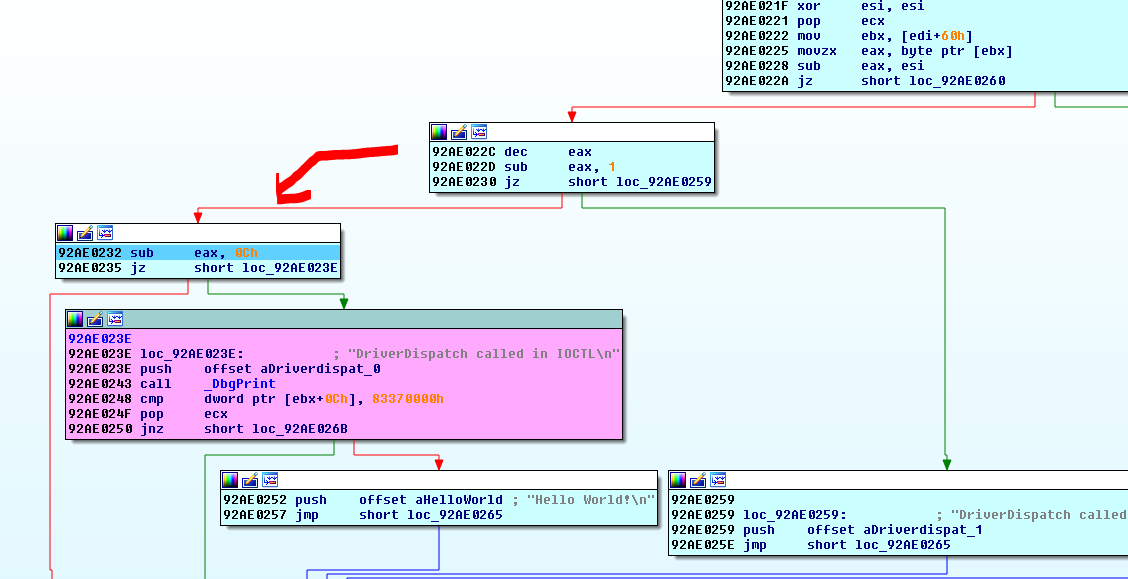 92AE021F xor esi, esi
92AE0221 pop ecx
92AE0222 mov ebx, [edi+60h]
92AE0225 movzx eax, byte ptr [ebx]
92AE0228 sub eax, esi
92AE022A jz short loc_92AE0260
92AE022C dec eax
92AE022D sub eax, 1
92AE0230 jz short loc_92AE0259
92AE0232 sub eax, 0Ch
92AE0235 jz short loc_92AE023E
92AE023E
92AE023E loc_92AE023E: ; "DriverDispatch called in IOCTL\n"
92AE023E push offset aDriverdispat_0
92AE0243 call _DbgPrint
92AE0248 cmp dword ptr [ebx+0Ch], 83370000h
92AE024F pop ecx
92AE0250 jnz short loc_92AE026B
92AE0252 push offset aHelloWorld ; "Hello World!\n"
92AE0257 jmp short loc_92AE0265
92AE0259
92AE0259 loc_92AE0259: ; "DriverDispatch called
92AE0259 push offset aDriverdispat_1
92AE025E jmp short loc_92AE0265